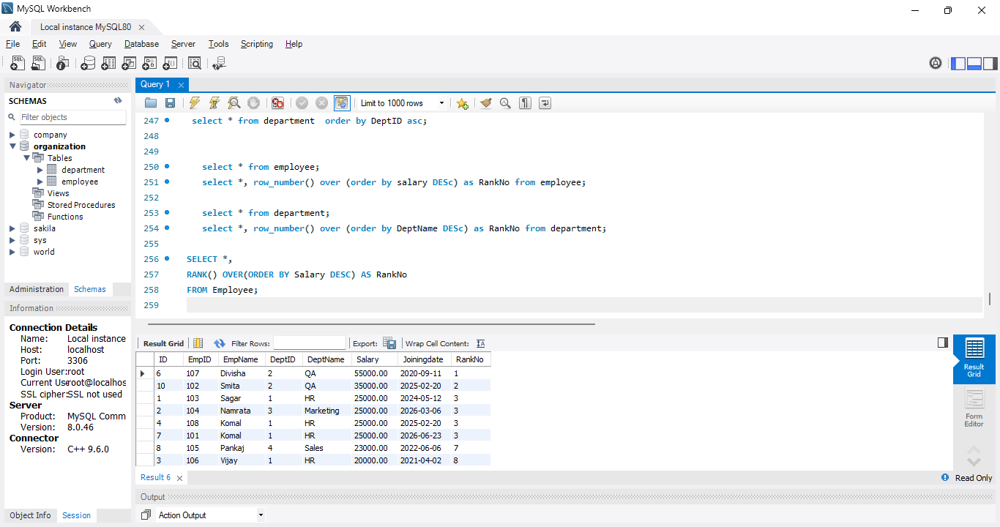 MySQL Workbench
Local instance MySQL80
File Edit View Query Database Server Tools Scripting Help
Navigator
SCHEMAS
Filter objects
company
organization
Tables
department
employee
Views
Stored Procedures
Functions
sakila
sys
world
Administration Schemas
Information
Connection Details
Name: Local instance
Host: localhost
Port: 3306
Login User:root
Current Us root@localhos
SSL cipher:SSL not used
Server
Product: MySQL Comm
Version: 8.0.46
Connector
Version: C++ 9.6.0
Object Info Session
Query 1
Limit to 1000 rows
247 select * from department order by DeptID asc;
248
249
250 select * from employee;
251 select *, row_number() over (order by salary DESc) as RankNo from employee;
252
253 select * from department;
254 select *, row_number() over (order by DeptName DESc) as RankNo from department;
255
256 SELECT *,
257 RANK() OVER(ORDER BY Salary DESC) AS RankNo
258 FROM Employee;
259
Result Grid Filter Rows: Export: Wrap Cell Content:
ID EmpID EmpName DeptID DeptName Salary Joiningdate RankNo
6 107 Divisha 2 QA 55000.00 2020-09-11 1
10 102 Smita 2 QA 35000.00 2025-02-20 2
1 103 Sagar 1 HR 25000.00 2024-05-12 3
2 104 Namrata 3 Marketing 25000.00 2026-03-06 3
4 108 Komal 1 HR 25000.00 2025-02-20 3
7 101 Komal 1 HR 25000.00 2026-06-23 3
8 105 Pankaj 4 Sales 23000.00 2022-06-06 7
3 106 Vijay 1 HR 20000.00 2021-04-02 8
Result
Grid
Form
Editor
Result 6
Read Only
Output
Action Output